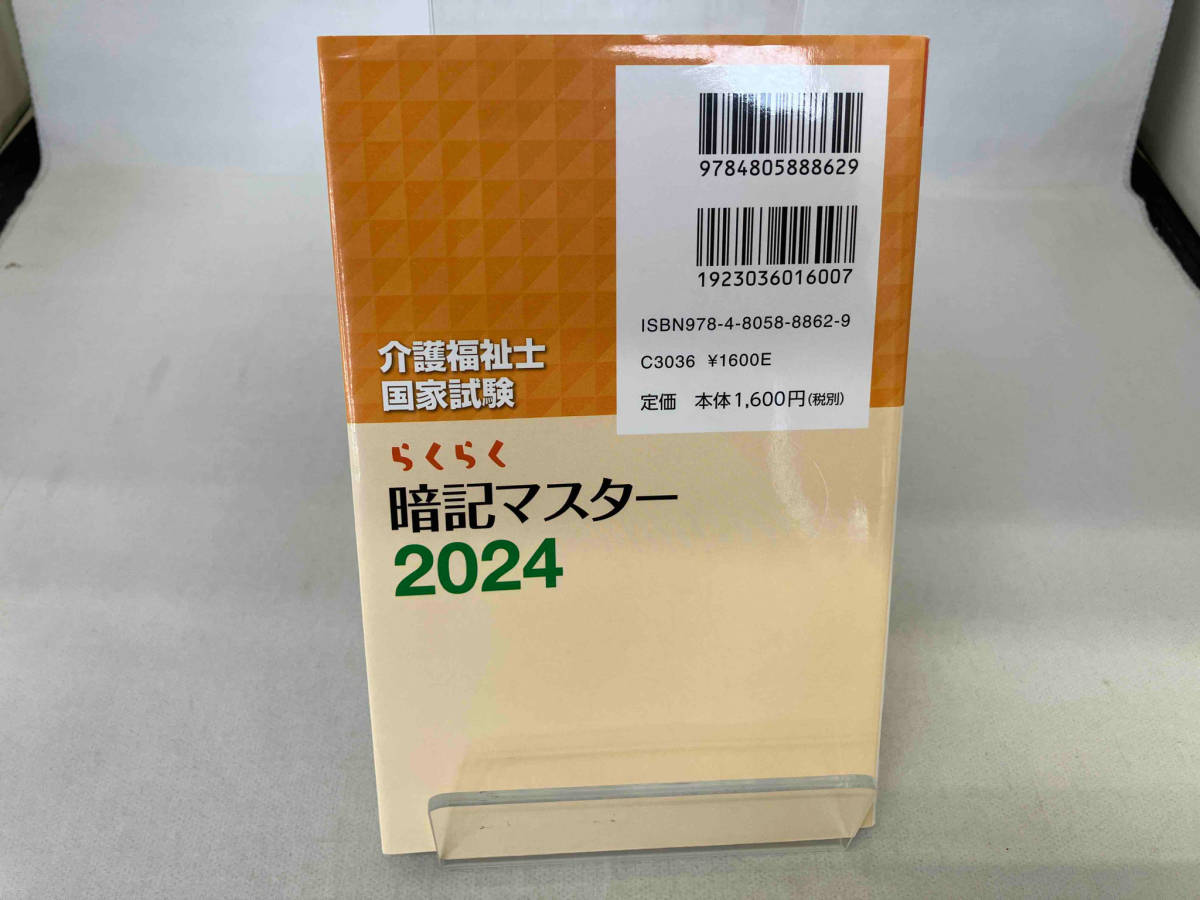 9784805888629
1923036016007
ISBN978-4-8058-8862-9
C3036 ¥1600E
定価 本体1,600円(税別)
介護福祉士
国家試験
らくらく
暗記マスター
2024